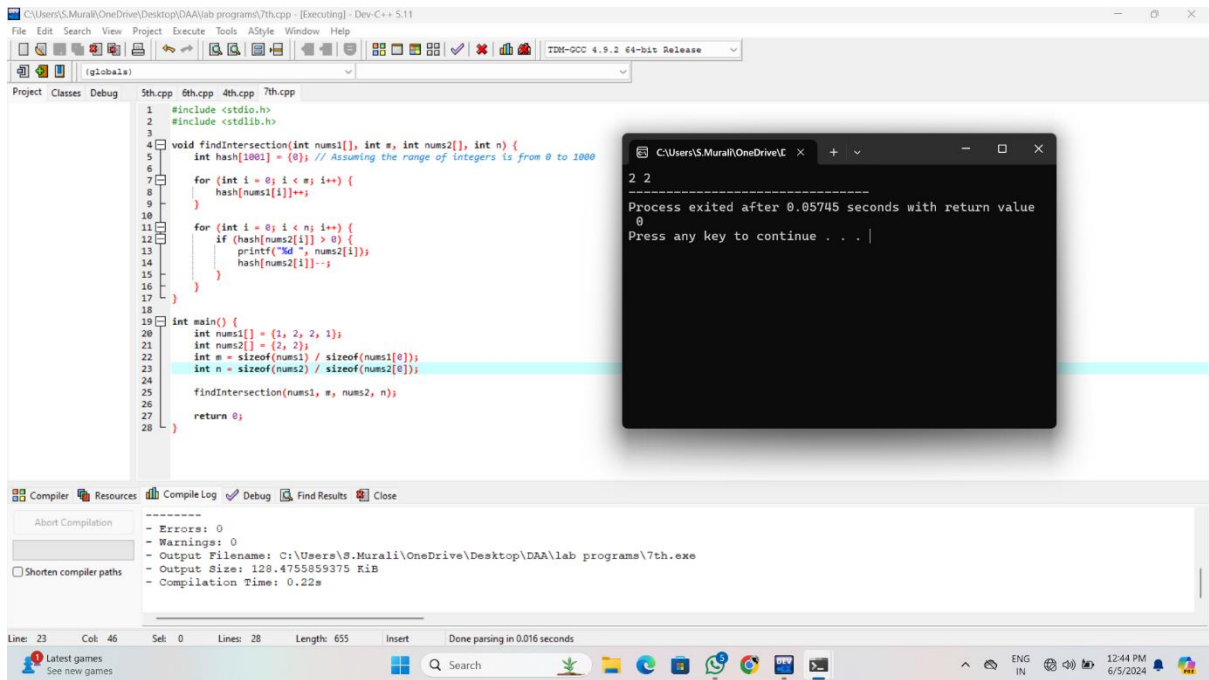 C:\Users\S.Murali\OneDrive\Desktop\DAA\lab programs\7th.cpp - [Executing] - Dev-C++ 5.11
File Edit Search View Project Execute Tools AStyle Window Help
TDM-GCC 4.9.2 64-bit Release
(globals)
Project Classes Debug 5th.cpp 6th.cpp 4th.cpp 7th.cpp
1 #include <stdio.h>
2 #include <stdlib.h>
3
4 void findIntersection(int nums1[], int m, int nums2[], int n) {
5 int hash[1001] = {0}; // Assuming the range of integers is from 0 to 1000
6
7 for (int i = 0; i < m; i++) {
8 hash[nums1[i]]++;
9 }
10
11 for (int i = 0; i < n; i++) {
12 if (hash[nums2[i]] > 0) {
13 printf("%d ", nums2[i]);
14 hash[nums2[i]]--;
15 }
16 }
17 }
18
19 int main() {
20 int nums1[] = {1, 2, 2, 1};
21 int nums2[] = {2, 2};
22 int m = sizeof(nums1) / sizeof(nums1[0]);
23 int n = sizeof(nums2) / sizeof(nums2[0]);
24
25 findIntersection(nums1, m, nums2, n);
26
27 return 0;
28 }
C:\Users\S.Murali\OneDrive\D
2 2
--------------------------------
Process exited after 0.05745 seconds with return value
0
Press any key to continue . . .
Compiler Resources Compile Log Debug Find Results Close
Abort Compilation
Shorten compiler paths
--------
- Errors: 0
- Warnings: 0
- Output Filename: C:\Users\S.Murali\OneDrive\Desktop\DAA\lab programs\7th.exe
- Output Size: 128.4755859375 KiB
- Compilation Time: 0.22s
Line: 23 Col: 46 Sel: 0 Lines: 28 Length: 655 Insert Done parsing in 0.016 seconds
1
Latest games
See new games
Search
DEV
5
PRE
ENG
IN
12:44 PM
6/5/2024